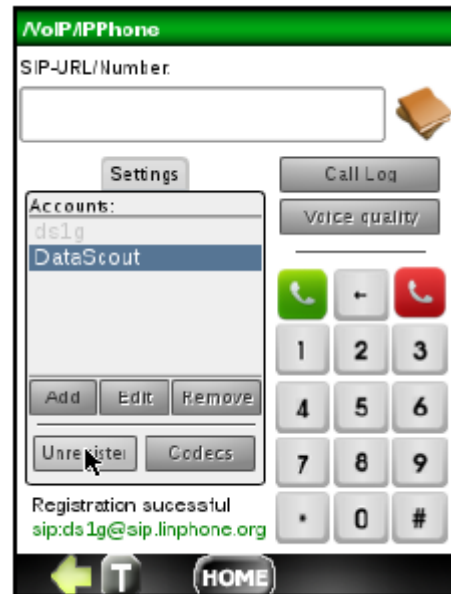 /VoIP/IPPhone
SIP-URL/Number:
Settings
Call Log
Accounts:
Voice quality
ds1g
DataScout
←
1 2 3
Add Edit Remove
4 5 6
Unregister Codecs
7 8 9
Registration sucessful
sip:ds1g@sip.linphone.org
* 0 #
T HOME